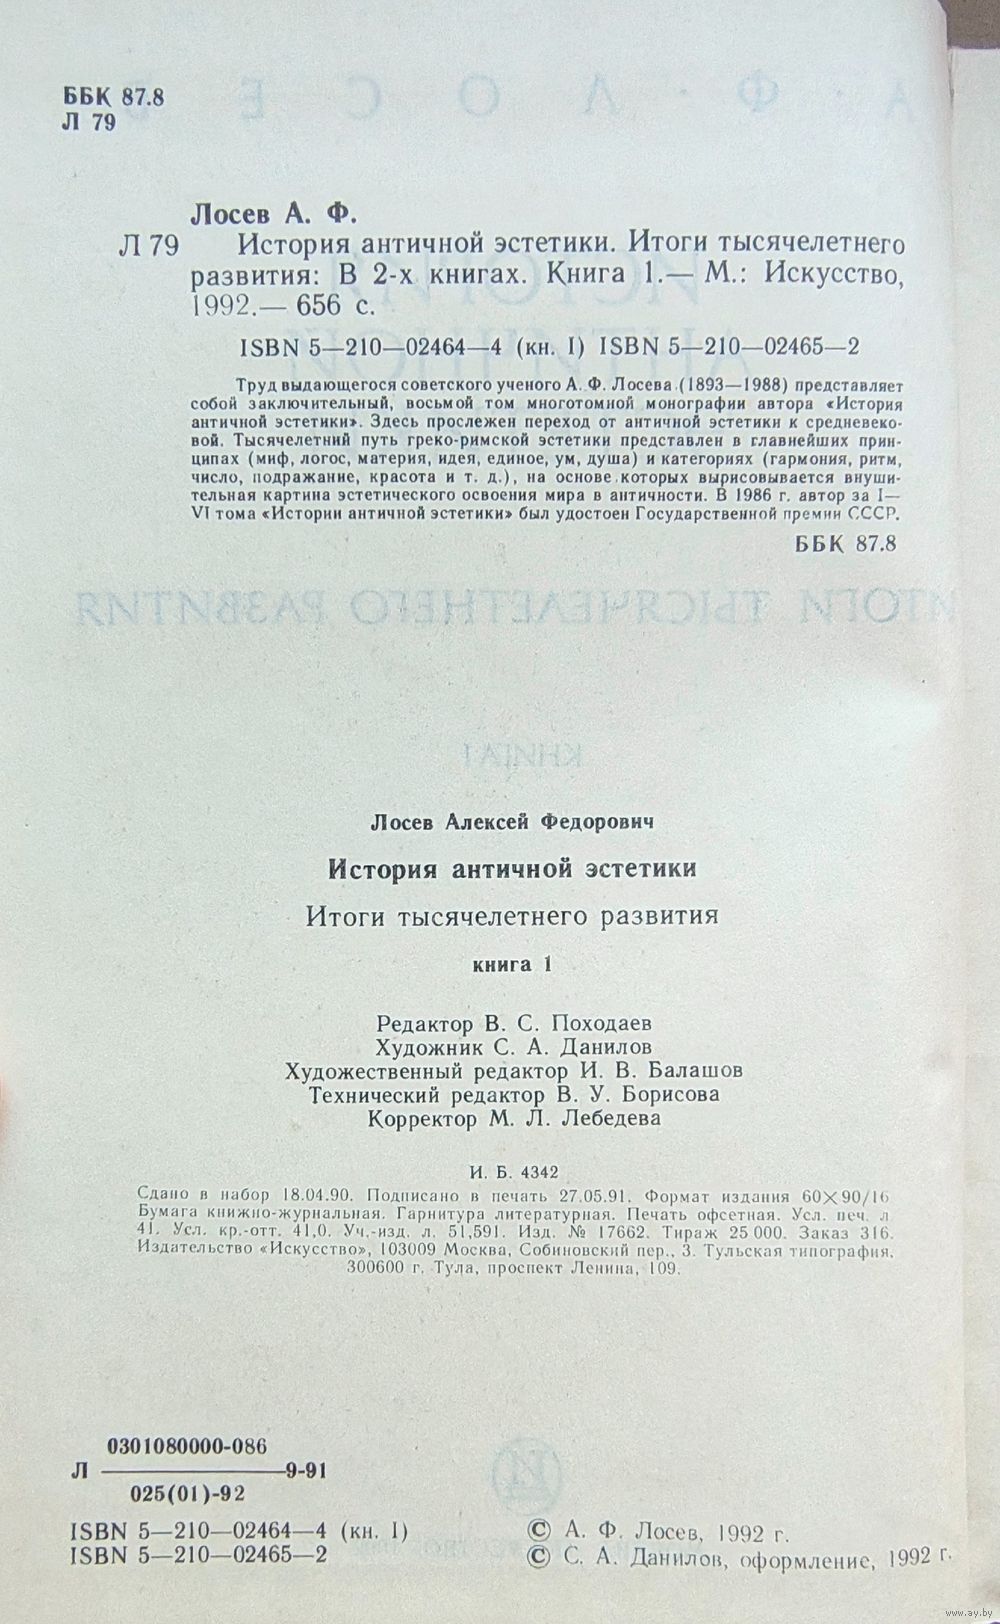 ББК 87.8
Л 79
Лосев А. Ф.
Л 79 История античной эстетики. Итоги тысячелетнего
развития: В 2-х книгах. Книга 1.— М.: Искусство,
1992.— 656 с.
ISBN 5—210—02464—4 (кн. I) ISBN 5—210—02465—2
Труд выдающегося советского ученого А. Ф. Лосева (1893—1988) представляет
собой заключительный, восьмой том многотомной монографии автора «История
античной эстетики». Здесь прослежен переход от античной эстетики к средневеко-
вой. Тысячелетний путь греко-римской эстетики представлен в главнейших прин-
ципах (миф, логос, материя, идея, единое, ум, душа) и категориях (гармония, ритм,
число, подражание, красота и т. д.), на основе которых вырисовывается внуши-
тельная картина эстетического освоения мира в античности. В 1986 г. автор за I—
VI тома «Истории античной эстетики» был удостоен Государственной премии СССР.
ББК 87.8
Лосев Алексей Федорович
История античной эстетики
Итоги тысячелетнего развития
книга 1
Редактор В. С. Походаев
Художник С. А. Данилов
Художественный редактор И. В. Балашов
Технический редактор В. У. Борисова
Корректор М. Л. Лебедева
И. Б. 4342
Сдано в набор 18.04.90. Подписано в печать 27.05.91. Формат издания 60×90/16
Бумага книжно-журнальная. Гарнитура литературная. Печать офсетная. Усл. печ. л
41. Усл. кр.-отт. 41,0. Уч.-изд. л. 51,591. Изд. № 17662. Тираж 25 000. Заказ 316.
Издательство «Искусство», 103009 Москва, Собиновский пер., 3. Тульская типография,
300600 г. Тула, проспект Ленина, 109.
0301080000-086
Л 9-91
025(01)-92
ISBN 5—210—02464—4 (кн. I)
ISBN 5—210—02465—2
© А. Ф. Лосев, 1992 г.
© С. А. Данилов, оформление, 1992 г.
www.ay.by